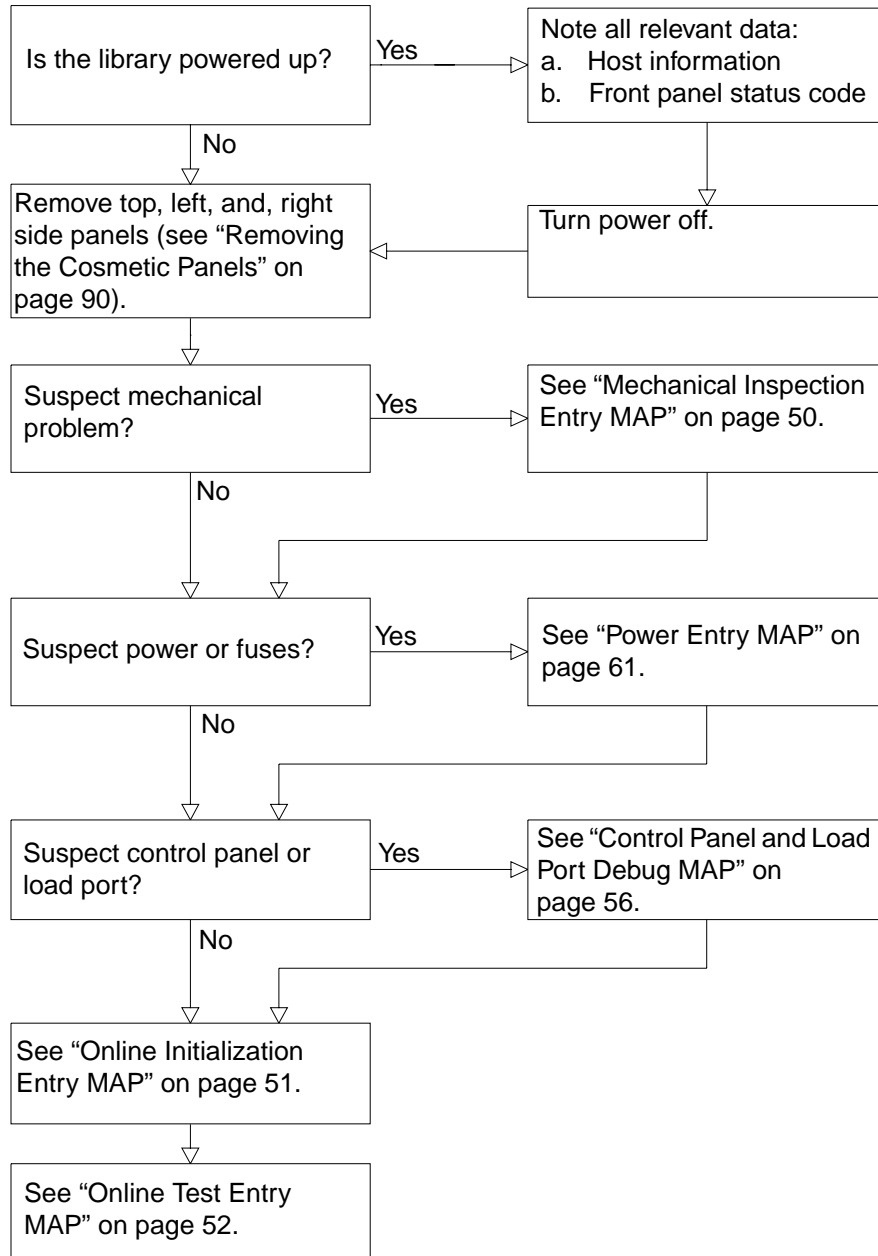 Is the library powered up?
Yes
Note all relevant data:
a. Host information
b. Front panel status code
No
Remove top, left, and, right
side panels (see “Removing
the Cosmetic Panels” on
page 90).
Turn power off.
Suspect mechanical
problem?
Yes
See “Mechanical Inspection
Entry MAP” on page 50.
No
Suspect power or fuses?
Yes
See “Power Entry MAP” on
page 61.
No
Suspect control panel or
load port?
Yes
See “Control Panel and Load
Port Debug MAP” on
page 56.
No
See “Online Initialization
Entry MAP” on page 51.
See “Online Test Entry
MAP” on page 52.